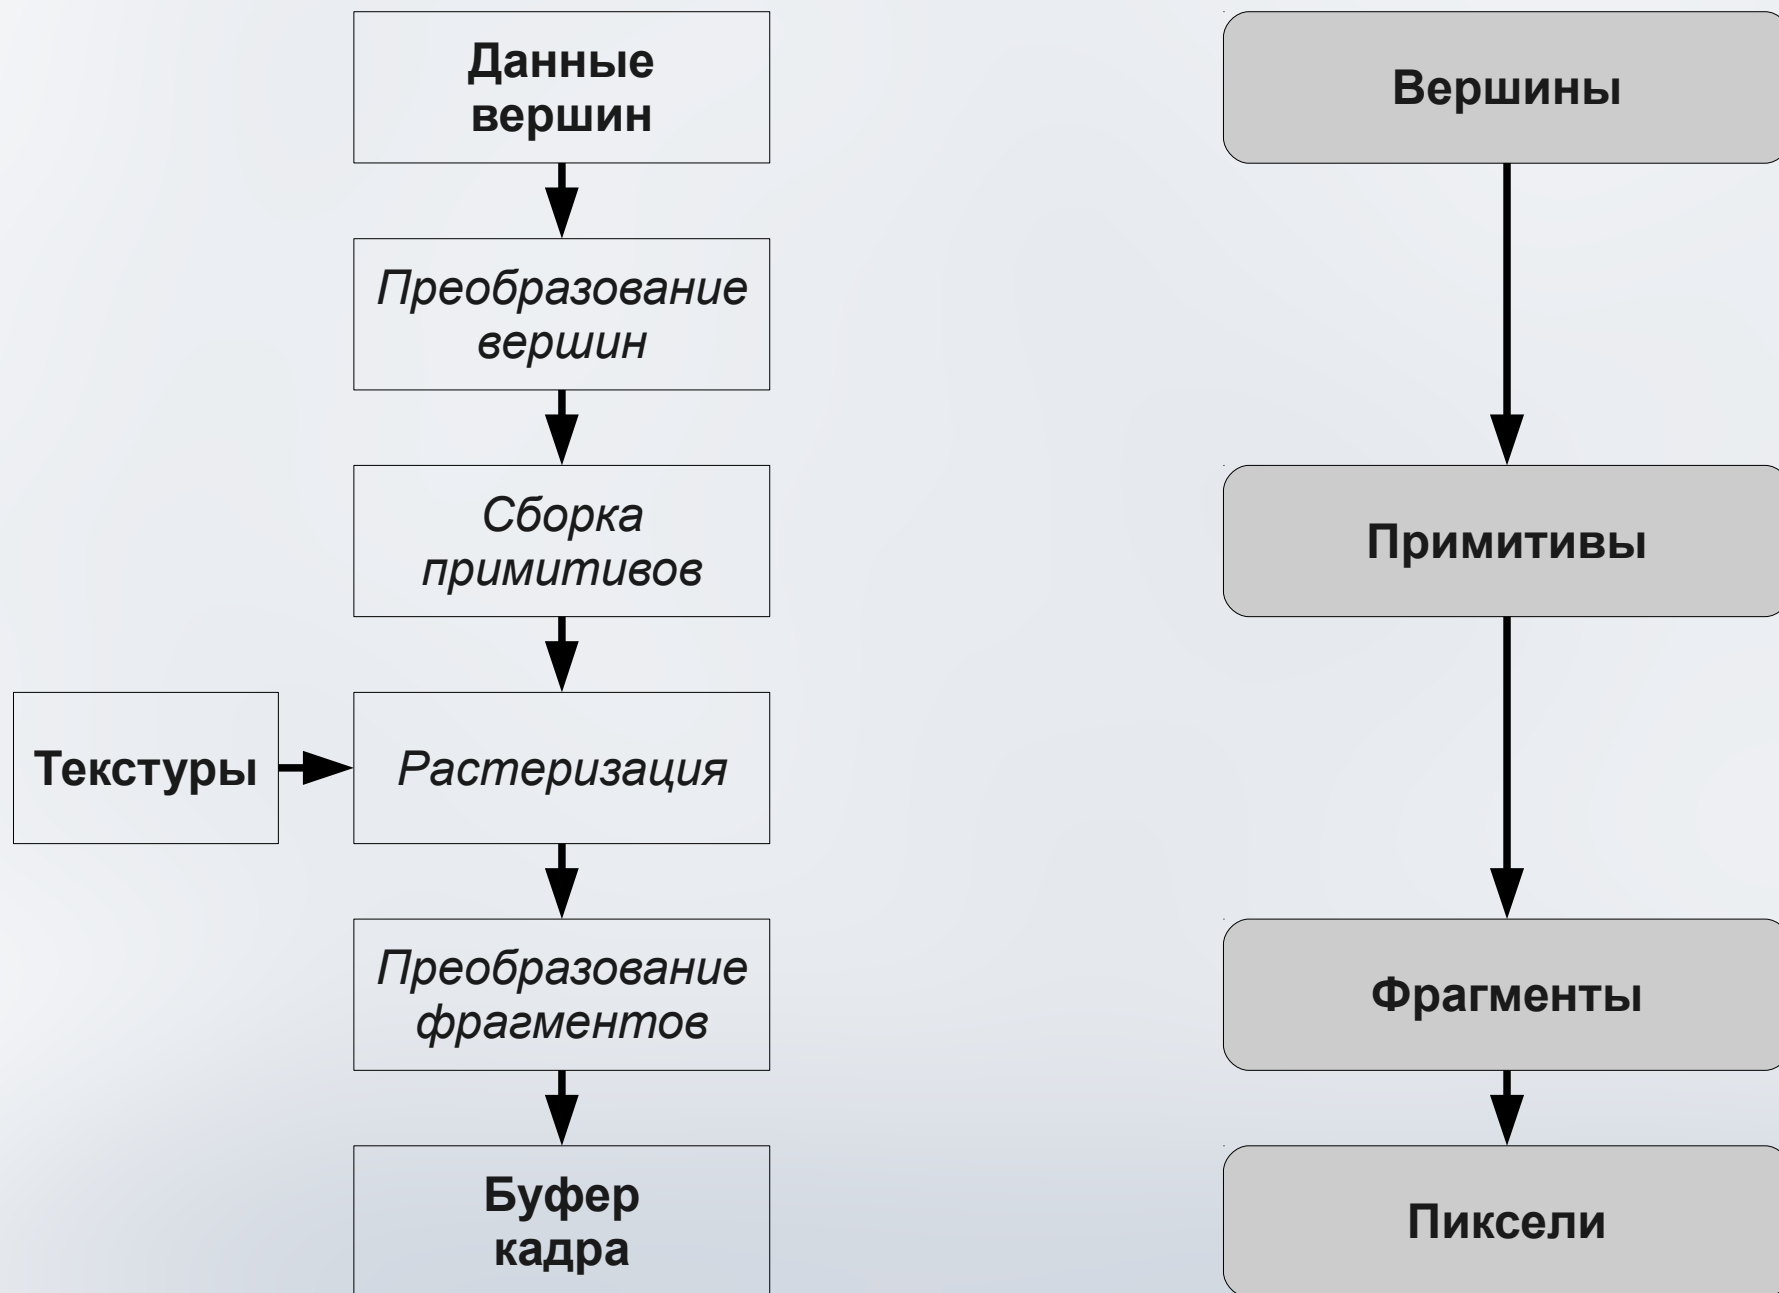 Данные
вершин
Преобразование
вершин
Сборка
примитивов
Текстуры
Растеризация
Преобразование
фрагментов
Буфер
кадра
Вершины
Примитивы
Фрагменты
Пиксели